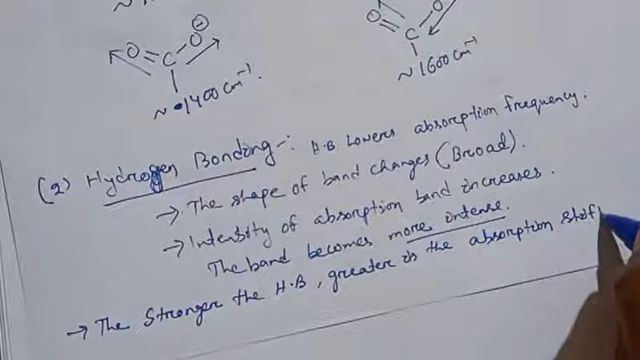 O = C O ⊖
C
~1400 cm⁻¹.
~1600 cm⁻¹
(2) Hydrogen Bonding -: H.B. Lowers absorption frequency.
→ The shape of band changes (Broad).
→ Intensity of absorption band increases.
The band becomes more intense.
→ The Stronger the H.B, greater is the absorption shif